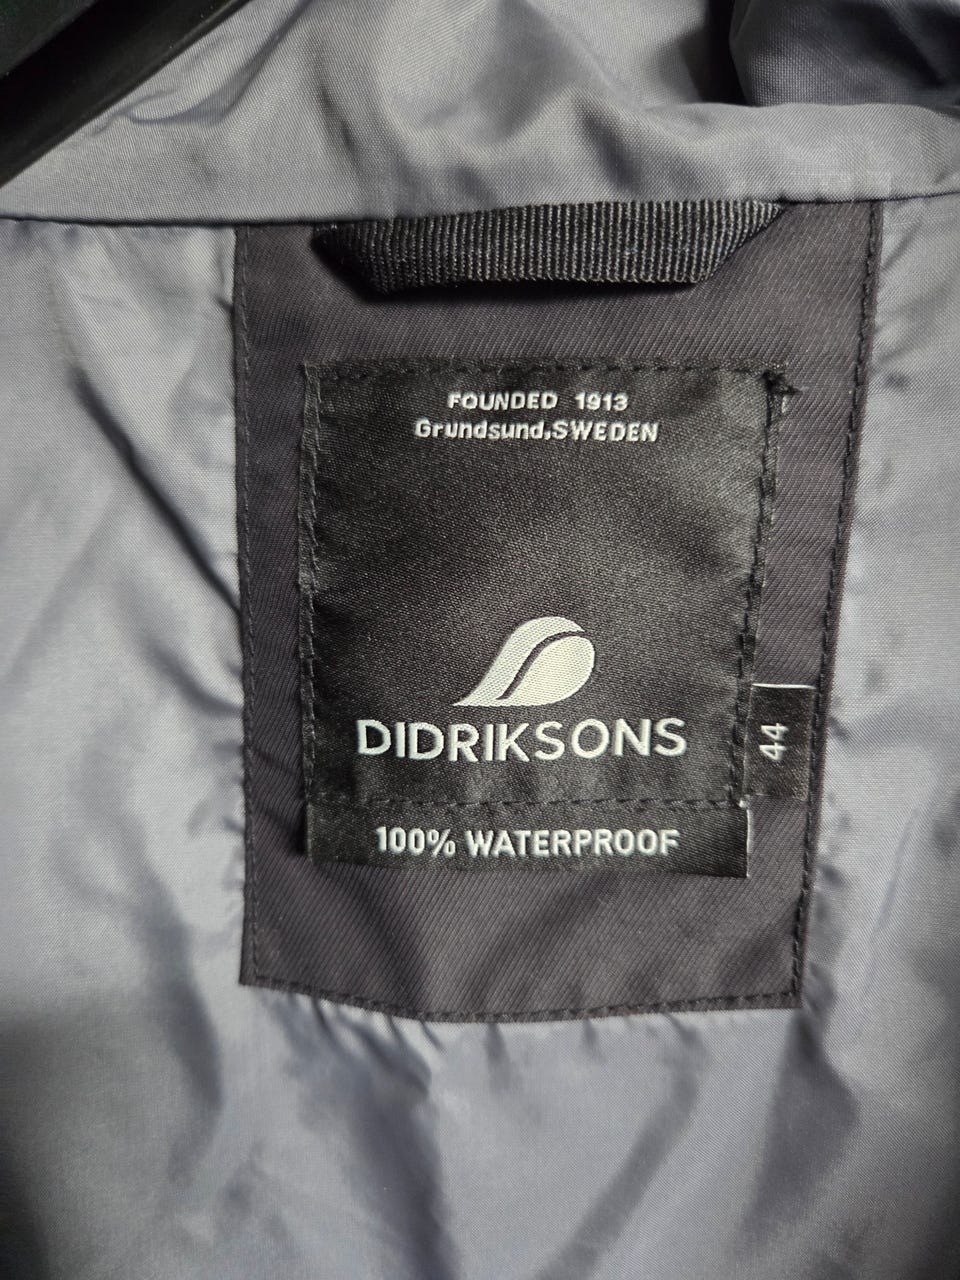 FOUNDED 1913
Grundsund,SWEDEN
DIDRIKSONS
44
100% WATERPROOF